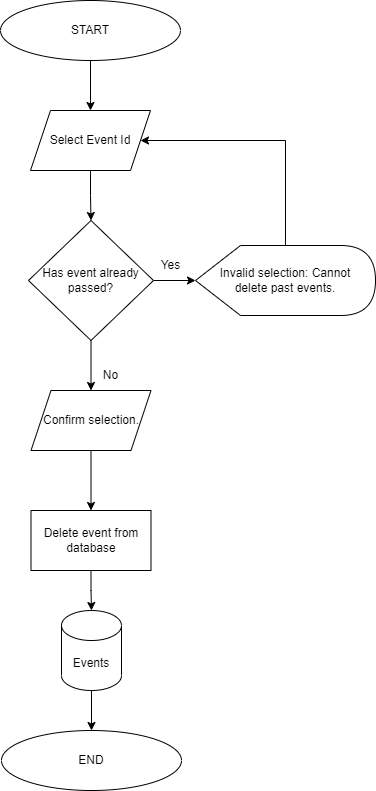 START
Select Event Id
Has event already
passed?
Yes
Invalid selection: Cannot
delete past events.
No
Confirm selection.
Delete event from
database
Events
END